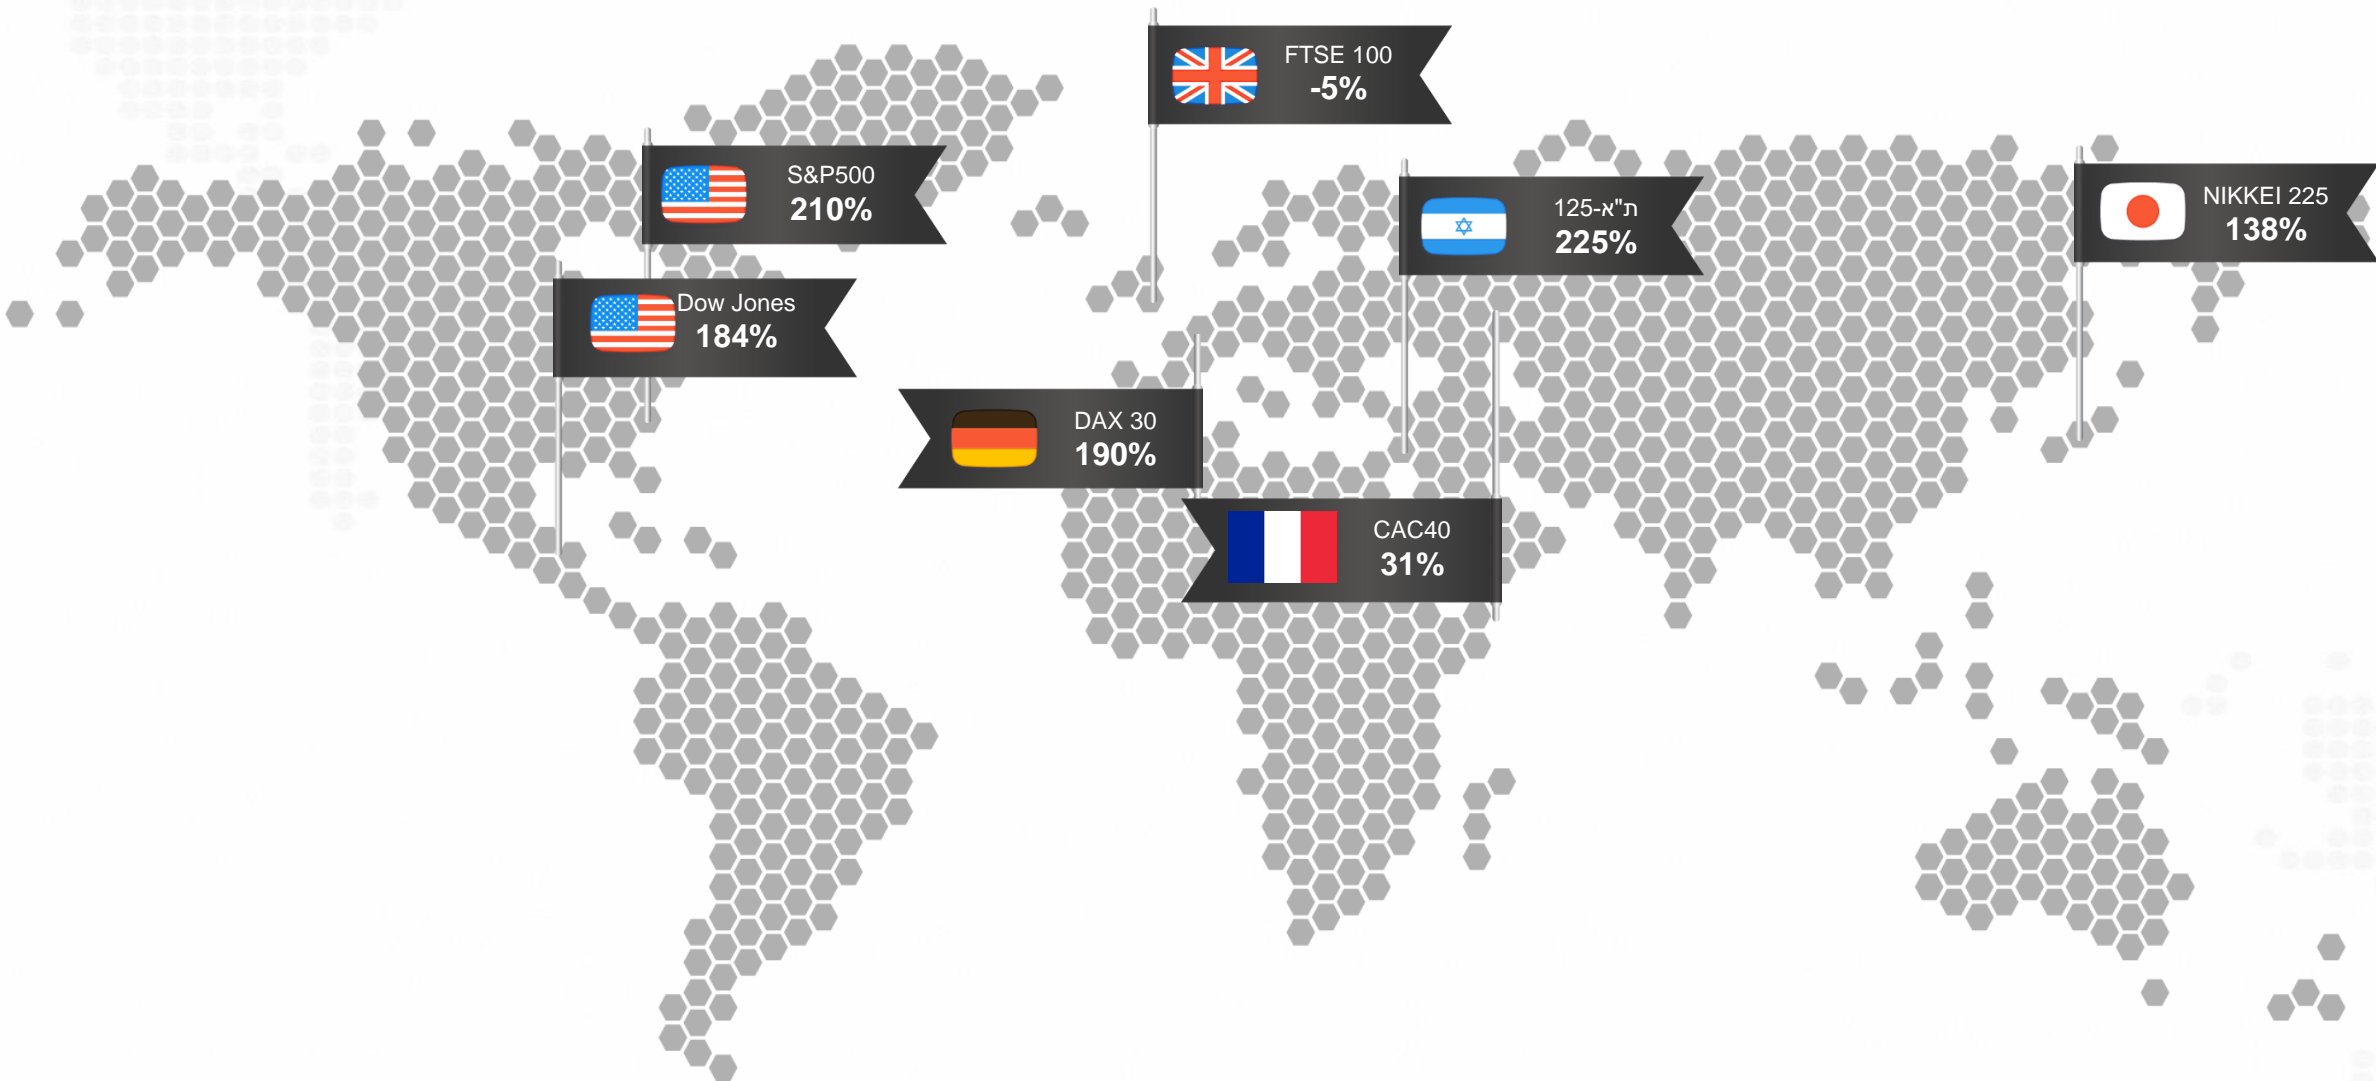 FTSE 100
-5%
S&P500
210%
ת"א-125
225%
NIKKEI 225
138%
Dow Jones
184%
DAX 30
190%
CAC40
31%